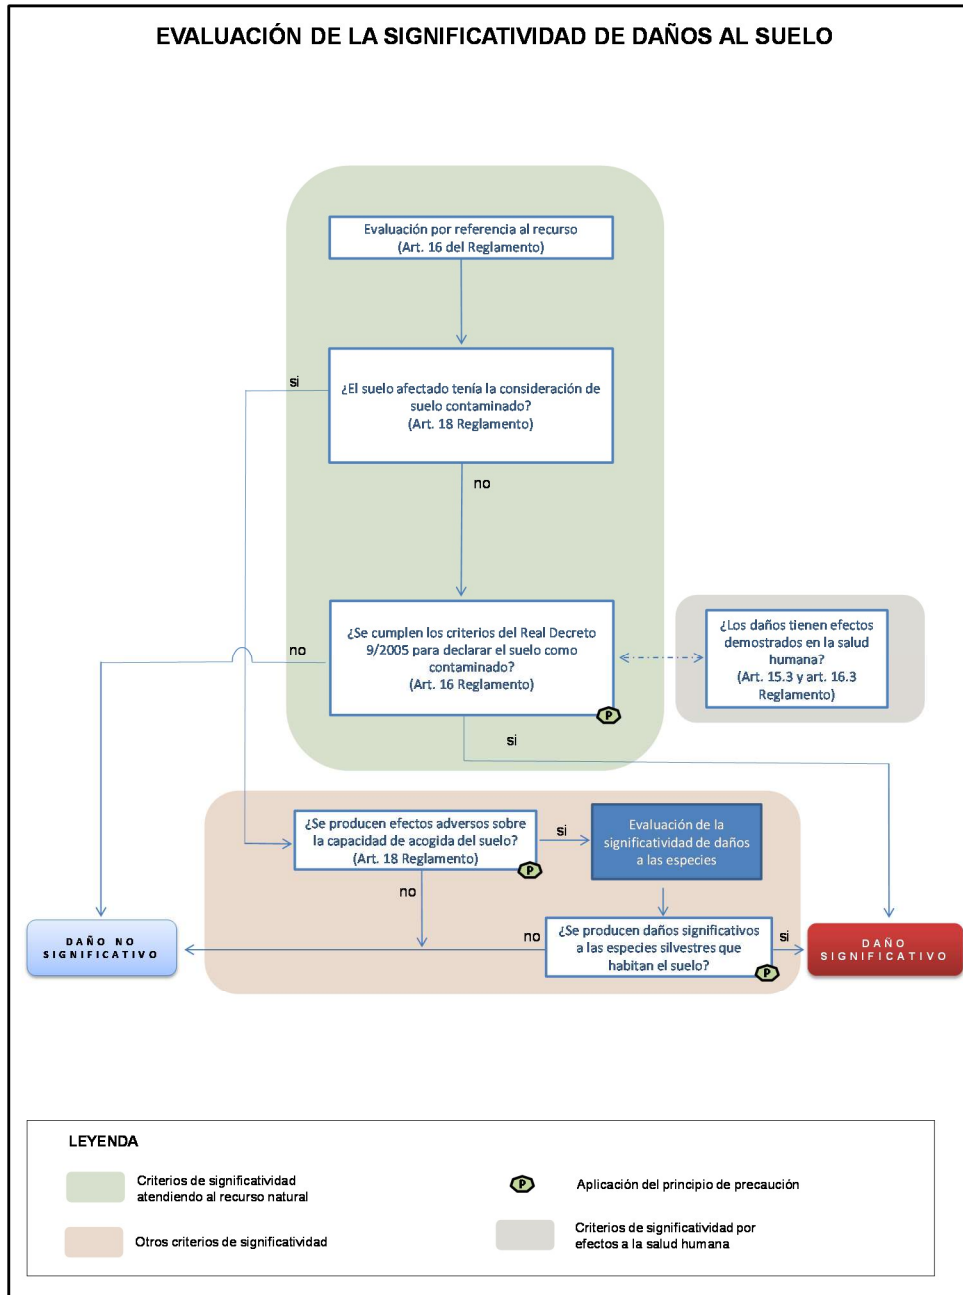 EVALUACIÓN DE LA SIGNIFICATIVIDAD DE DAÑOS AL SUELO
Evaluación por referencia al recurso
(Art. 16 del Reglamento)
si
¿El suelo afectado tenía la consideración de
suelo contaminado?
(Art. 18 Reglamento)
no
no
¿Se cumplen los criterios del Real Decreto
9/2005 para declarar el suelo como
contaminado?
(Art. 16 Reglamento)
P
¿Los daños tienen efectos
demostrados en la salud
humana?
(Art. 15.3 y art. 16.3
Reglamento)
si
¿Se producen efectos adversos sobre
la capacidad de acogida del suelo?
(Art. 18 Reglamento)
P
si
Evaluación de la
significatividad de daños
a las especies
no
DAÑO NO
SIGNIFICATIVO
no
¿Se producen daños significativos
a las especies silvestres que
habitan el suelo?
P
si
DAÑO
SIGNIFICATIVO
LEYENDA
Criterios de significatividad
atendiendo al recurso natural
P
Aplicación del principio de precaución
Otros criterios de significatividad
Criterios de significatividad por
efectos a la salud humana